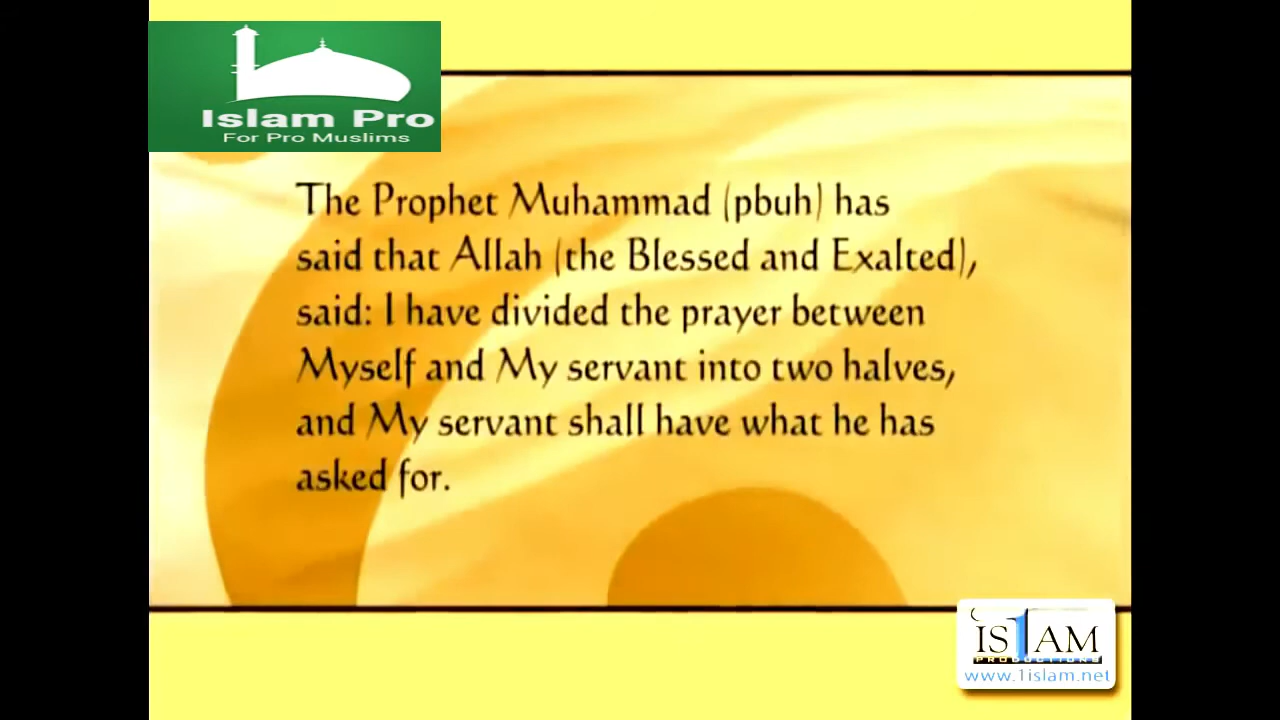 Islam Pro
For Pro Muslims
The Prophet Muhammad (pbuh) has
said that Allah (the Blessed and Exalted),
said: I have divided the prayer between
Myself and My servant into two halves,
and My servant shall have what he has
asked for.
IS1AM
PRODUCTIONS
www.1islam.net